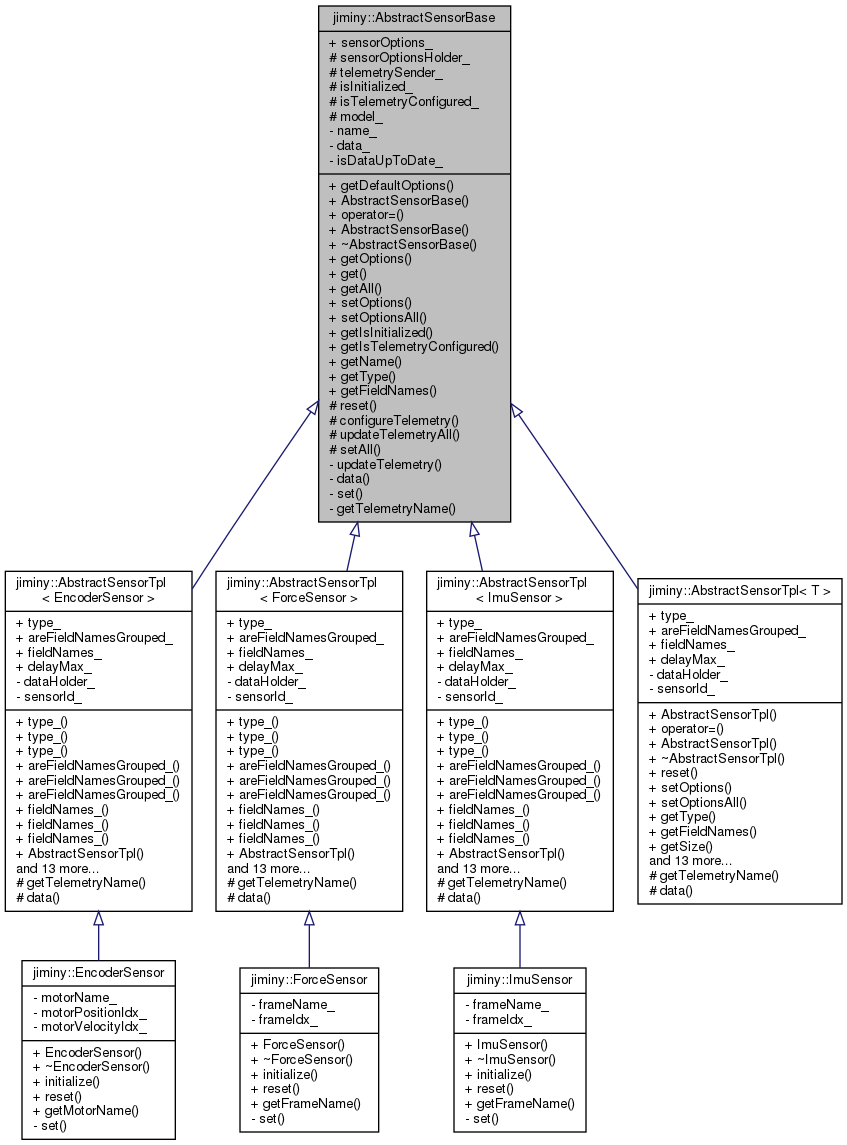 jiminy::AbstractSensorBase
+ sensorOptions_
# sensorOptionsHolder_
# telemetrySender_
# isInitialized_
# isTelemetryConfigured_
# model_
- name_
- data_
- isDataUpToDate_
+ getDefaultOptions()
+ AbstractSensorBase()
+ operator=()
+ AbstractSensorBase()
+ ~AbstractSensorBase()
+ getOptions()
+ get()
+ getAll()
+ setOptions()
+ setOptionsAll()
+ getIsInitialized()
+ getIsTelemetryConfigured()
+ getName()
+ getType()
+ getFieldNames()
# reset()
# configureTelemetry()
# updateTelemetryAll()
# setAll()
- updateTelemetry()
- data()
- set()
- getTelemetryName()
jiminy::AbstractSensorTpl
< EncoderSensor >
+ type_
+ areFieldNamesGrouped_
+ fieldNames_
+ delayMax_
- dataHolder_
- sensorId_
+ type_()
+ type_()
+ type_()
+ areFieldNamesGrouped_()
+ areFieldNamesGrouped_()
+ areFieldNamesGrouped_()
+ fieldNames_()
+ fieldNames_()
+ fieldNames_()
+ AbstractSensorTpl()
and 13 more...
# getTelemetryName()
# data()
jiminy::AbstractSensorTpl
< ForceSensor >
+ type_
+ areFieldNamesGrouped_
+ fieldNames_
+ delayMax_
- dataHolder_
- sensorId_
+ type_()
+ type_()
+ type_()
+ areFieldNamesGrouped_()
+ areFieldNamesGrouped_()
+ areFieldNamesGrouped_()
+ fieldNames_()
+ fieldNames_()
+ fieldNames_()
+ AbstractSensorTpl()
and 13 more...
# getTelemetryName()
# data()
jiminy::AbstractSensorTpl
< ImuSensor >
+ type_
+ areFieldNamesGrouped_
+ fieldNames_
+ delayMax_
- dataHolder_
- sensorId_
+ type_()
+ type_()
+ type_()
+ areFieldNamesGrouped_()
+ areFieldNamesGrouped_()
+ areFieldNamesGrouped_()
+ fieldNames_()
+ fieldNames_()
+ fieldNames_()
+ AbstractSensorTpl()
and 13 more...
# getTelemetryName()
# data()
jiminy::AbstractSensorTpl< T >
+ type_
+ areFieldNamesGrouped_
+ fieldNames_
+ delayMax_
- dataHolder_
- sensorId_
+ AbstractSensorTpl()
+ operator=()
+ AbstractSensorTpl()
+ ~AbstractSensorTpl()
+ reset()
+ setOptions()
+ setOptionsAll()
+ getType()
+ getFieldNames()
+ getSize()
and 13 more...
# getTelemetryName()
# data()
jiminy::EncoderSensor
- motorName_
- motorPositionIdx_
- motorVelocityIdx_
+ EncoderSensor()
+ ~EncoderSensor()
+ initialize()
+ reset()
+ getMotorName()
- set()
jiminy::ForceSensor
- frameName_
- frameIdx_
+ ForceSensor()
+ ~ForceSensor()
+ initialize()
+ reset()
+ getFrameName()
- set()
jiminy::ImuSensor
- frameName_
- frameIdx_
+ ImuSensor()
+ ~ImuSensor()
+ initialize()
+ reset()
+ getFrameName()
- set()